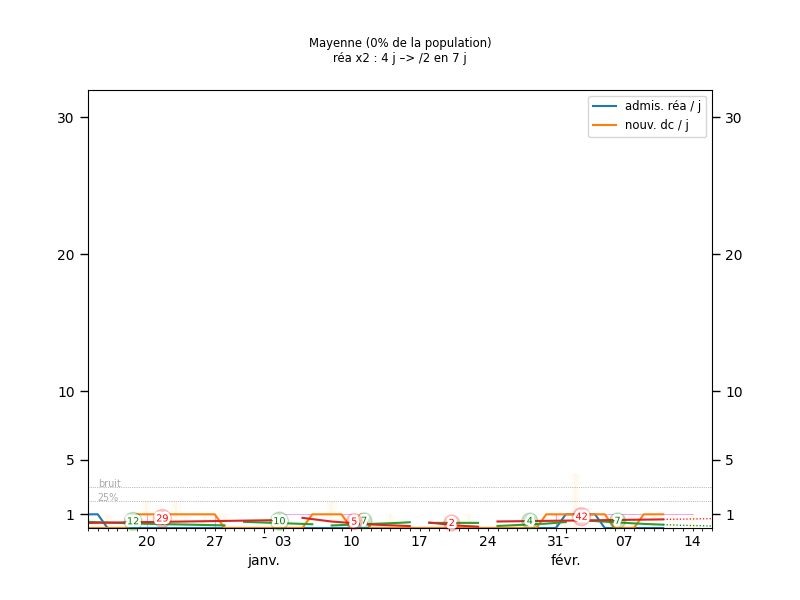 Mayenne (0% de la population)
réa x2 : 4 j –> /2 en 7 j
admis. réa / j
nouv. dc / j
30 30
20 20
10 10
5 5
bruit
25%
1 1
12 29 10 5 7 2 4 42 7
20 27 - 03 10 17 24 31 - 07 14
janv. févr.